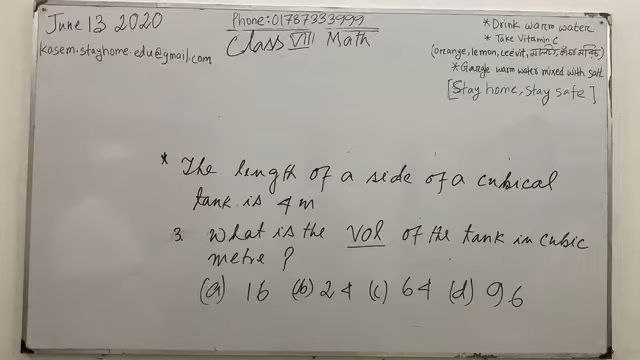 June 13 2020
kasem.stayhome.edu@gmail.com
Phone: 01787333999
Class VIII Math
* Drink warm water
* Take Vitamin C
(orange, lemon, ceevit,
* Gargle warm water mixed with salt
[Stay home, stay safe]
* The length of a side of a cubical
tank is 4m
3. What is the Vol of the tank in cubic
metre?
(a) 16 (b) 24 (c) 64 (d) 96